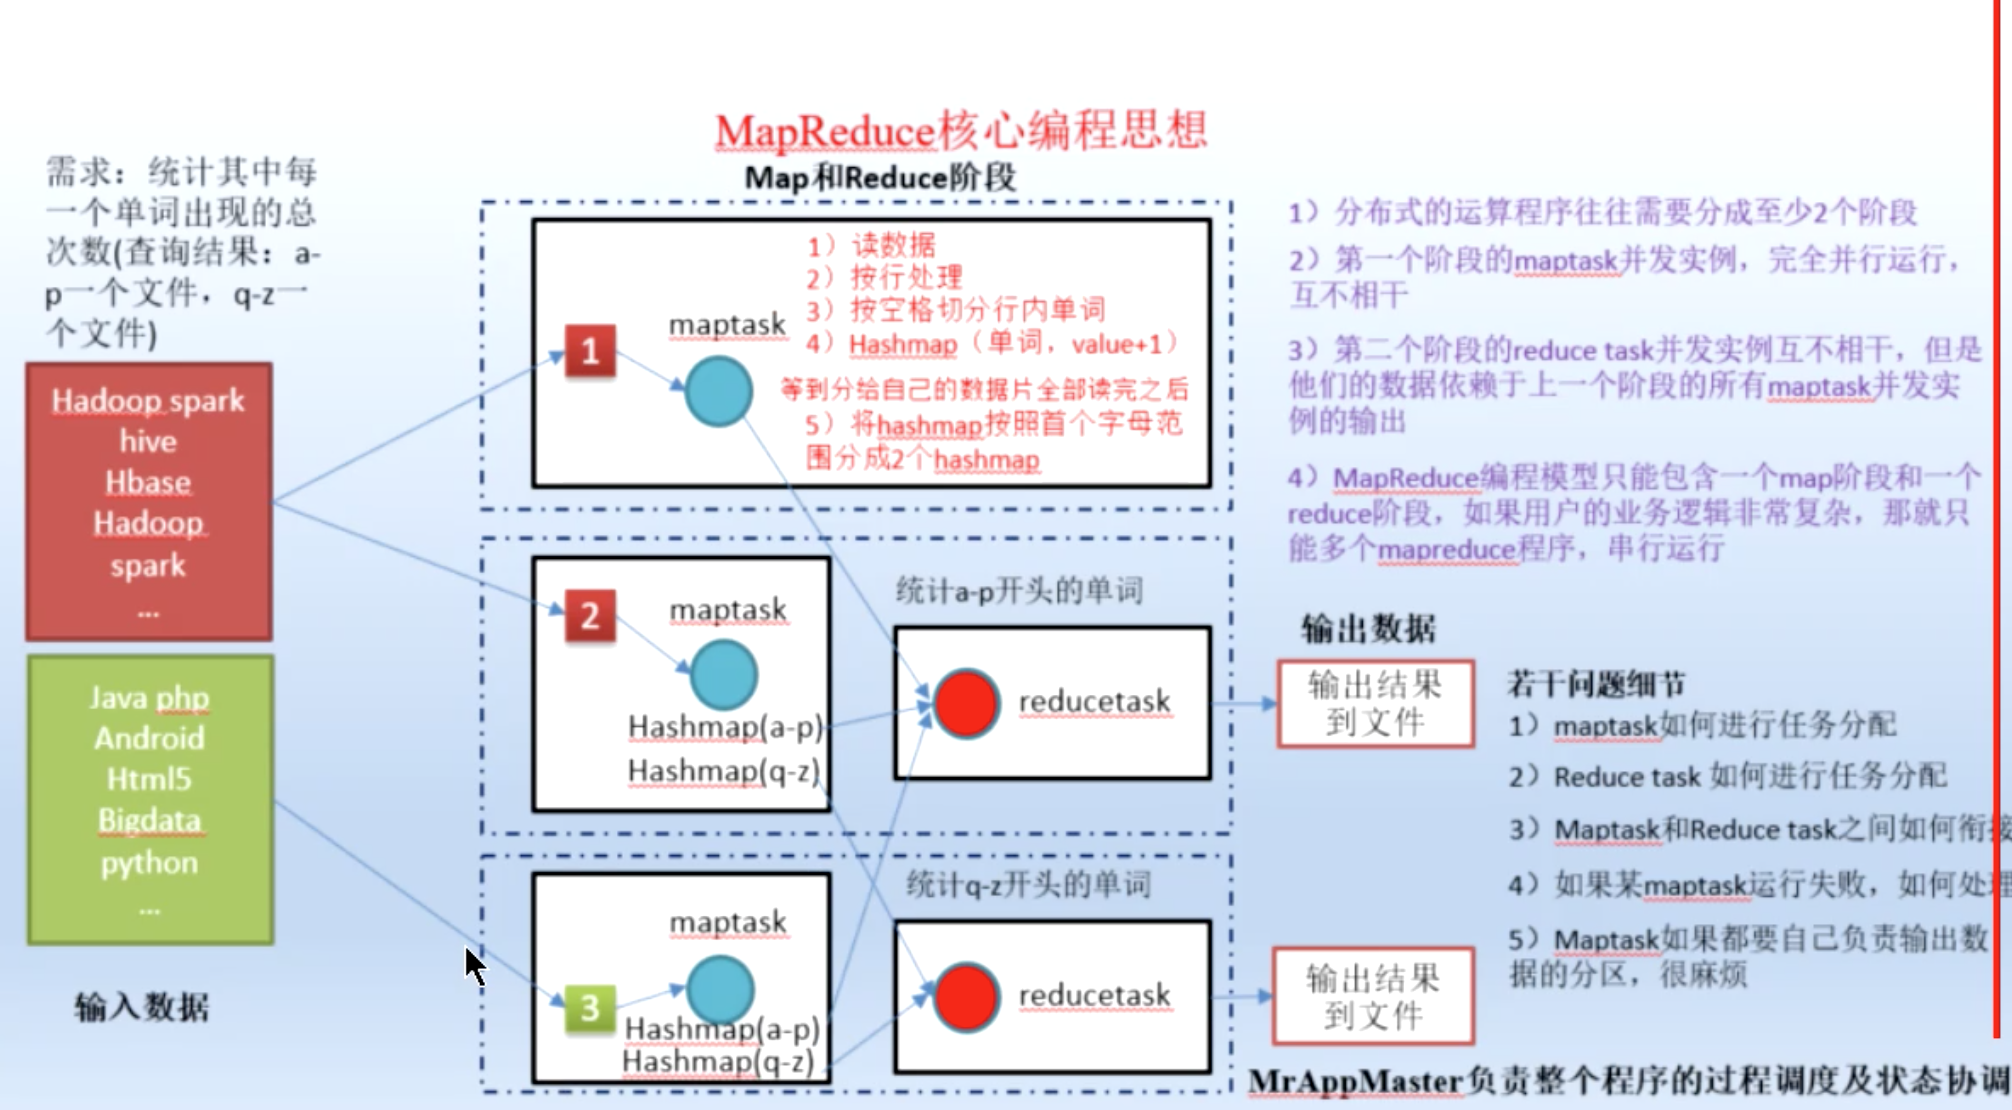 MapReduce核心编程思想
Map和Reduce阶段
需求：统计其中每
一个单词出现的总
次数(查询结果：a-
p一个文件，q-z一
个文件)
Hadoop spark
hive
Hbase
Hadoop
spark
...
Java php
Android
Html5
Bigdata
python
...
输入数据
1
maptask
1）读数据
2）按行处理
3）按空格切分行内单词
4）Hashmap（单词，value+1）
等到分给自己的数据片全部读完之后
5）将hashmap按照首个字母范
围分成2个hashmap
2
maptask
Hashmap(a-p)
Hashmap(q-z)
统计a-p开头的单词
reducetask
3
maptask
Hashmap(a-p)
Hashmap(q-z)
统计q-z开头的单词
reducetask
1）分布式的运算程序往往需要分成至少2个阶段
2）第一个阶段的maptask并发实例，完全并行运行，
互不相干
3）第二个阶段的reduce task并发实例互不相干，但是
他们的数据依赖于上一个阶段的所有maptask并发实
例的输出
4）MapReduce编程模型只能包含一个map阶段和一个
reduce阶段，如果用户的业务逻辑非常复杂，那就只
能多个mapreduce程序，串行运行
输出数据
输出结果
到文件
输出结果
到文件
若干问题细节
1）maptask如何进行任务分配
2）Reduce task 如何进行任务分配
3）Maptask和Reduce task之间如何衔接
4）如果某maptask运行失败，如何处理
5）Maptask如果都要自己负责输出数
据的分区，很麻烦
MrAppMaster负责整个程序的过程调度及状态协调